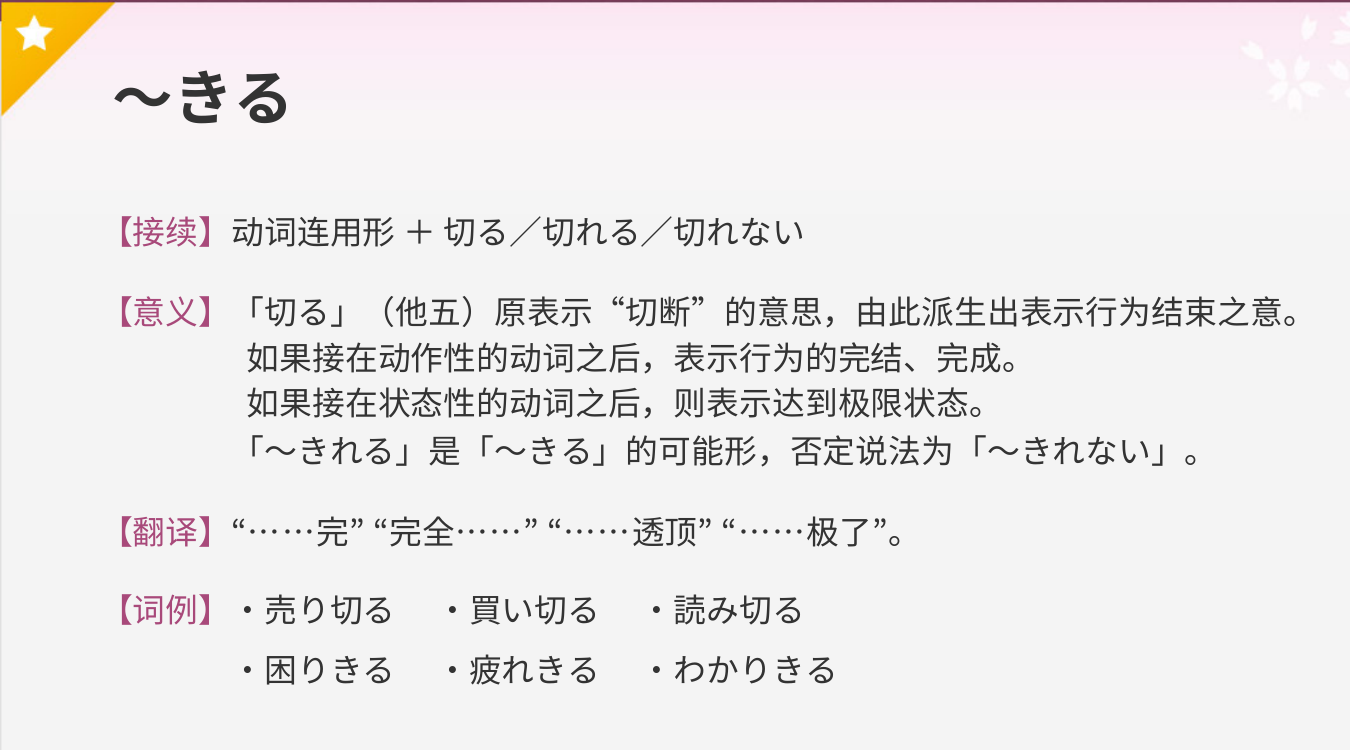 ～きる
【接续】动词连用形 ＋ 切る／切れる／切れない
【意义】「切る」（他五）原表示“切断”的意思，由此派生出表示行为结束之意。
如果接在动作性的动词之后，表示行为的完结、完成。
如果接在状态性的动词之后，则表示达到极限状态。
「～きれる」是「～きる」的可能形，否定说法为「～きれない」。
【翻译】“……完” “完全……” “……透顶” “……极了”。
【词例】・売り切る ・買い切る ・読み切る
・困りきる ・疲れきる ・わかりきる